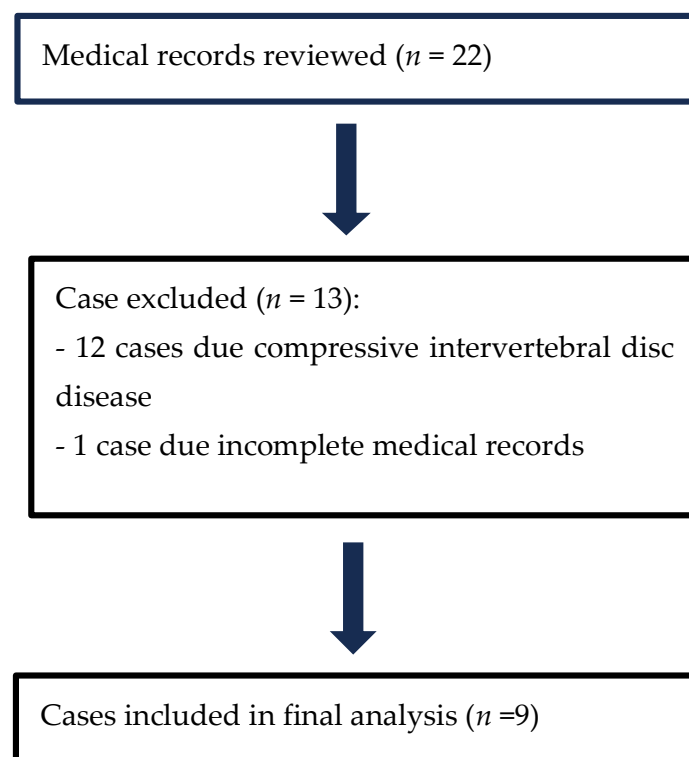 Medical records reviewed (n = 22)
Case excluded (n = 13):
- 12 cases due compressive intervertebral disc
disease
- 1 case due incomplete medical records
Cases included in final analysis (n =9)